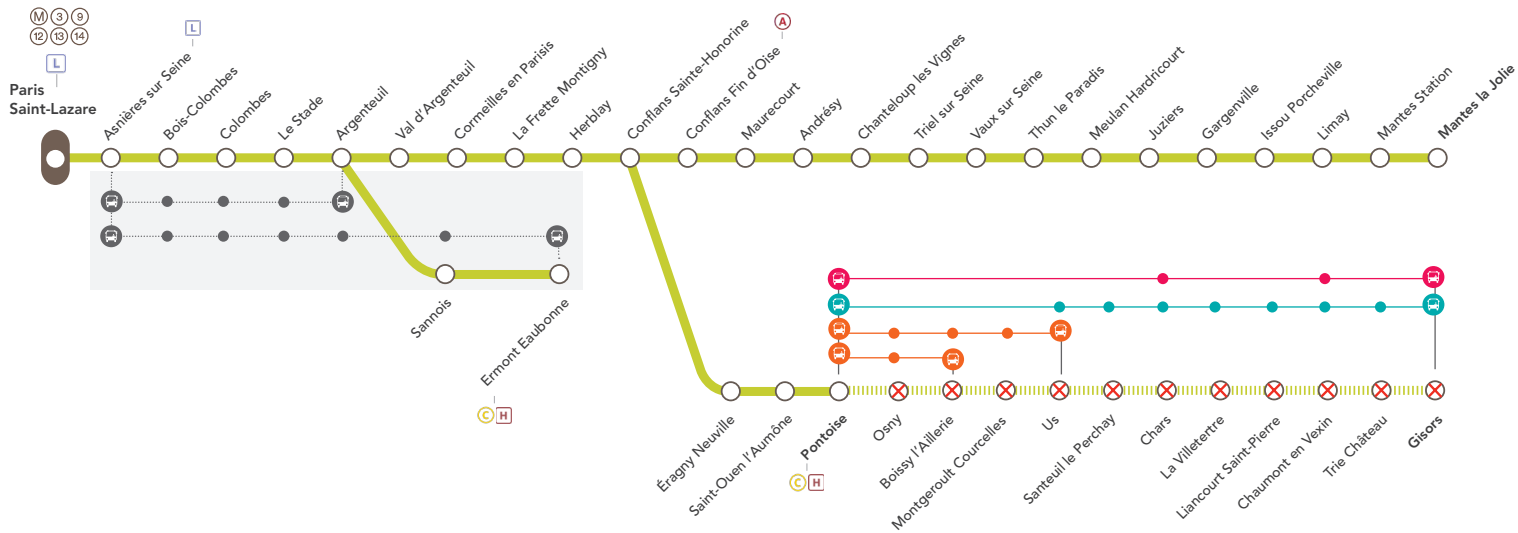 M 3 9
12 13 14
L
Paris
Saint-Lazare
L
Asnières sur Seine
Bois-Colombes
Colombes
Le Stade
Argenteuil
Val d'Argenteuil
Cormeilles en Parisis
La Frette Montigny
Herblay
Conflans Sainte-Honorine
A
Conflans Fin d'Oise
Maurecourt
Andrésy
Chanteloup les Vignes
Triel sur Seine
Vaux sur Seine
Thun le Paradis
Meulan Hardricourt
Juziers
Gargenville
Issou Porcheville
Limay
Mantes Station
Mantes la Jolie
Sannois
Ermont Eaubonne
C H
Éragny Neuville
Saint-Ouen l'Aumône
Pontoise
C H
Osny
Boissy l'Aillerie
Montgeroult Courcelles
Us
Santeuil le Perchay
Chars
La Villetertre
Liancourt Saint-Pierre
Chaumont en Vexin
Trie Château
Gisors